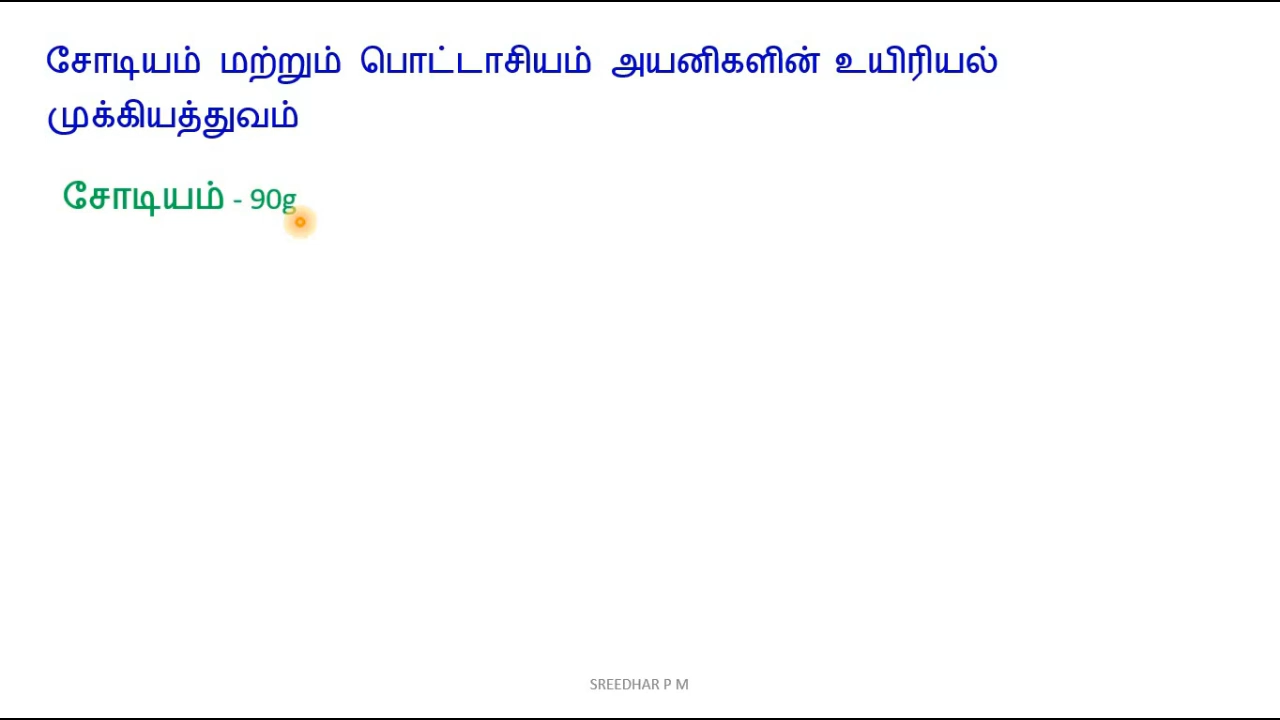 சோடியம் மற்றும் பொட்டாசியம் அயனிகளின் உயிரியல்
முக்கியத்துவம்
சோடியம் - 90g
SREEDHAR P M